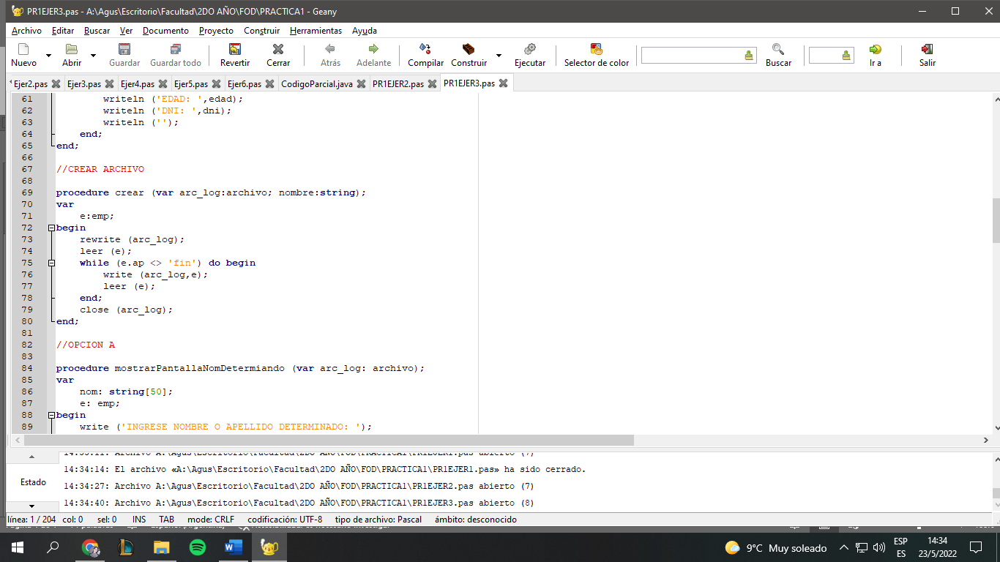 PR1EJER3.pas - A:\Agus\Escritorio\Facultad\2DO AÑO\FOD\PRACTICA1 - Geany
Archivo Editar Buscar Ver Documento Proyecto Construir Herramientas Ayuda
Nuevo Abrir Guardar Guardar todo Revertir Cerrar Atrás Adelante Compilar Construir Ejecutar Selector de color Buscar Ir a Salir
Ejer2.pas Ejer3.pas Ejer4.pas Ejer5.pas Ejer6.pas CodigoParcial.java PR1EJER2.pas PR1EJER3.pas
61 writeln ('EDAD: ',edad);
62 writeln ('DNI: ',dni);
63 writeln ('');
64 end;
65 end;
66
67 //CREAR ARCHIVO
68
69 procedure crear (var arc_log:archivo; nombre:string);
70 var
71 e:emp;
72 begin
73 rewrite (arc_log);
74 leer (e);
75 while (e.ap <> 'fin') do begin
76 write (arc_log,e);
77 leer (e);
78 end;
79 close (arc_log);
80 end;
81
82 //OPCION A
83
84 procedure mostrarPantallaNomDetermiando (var arc_log: archivo);
85 var
86 nom: string[50];
87 e: emp;
88 begin
89 write ('INGRESE NOMBRE O APELLIDO DETERMINADO: ');
Estado
14:34:14: El archivo «A:\Agus\Escritorio\Facultad\2DO AÑO\FOD\PRACTICA1\PR1EJER1.pas» ha sido cerrado.
14:34:27: Archivo A:\Agus\Escritorio\Facultad\2DO AÑO\FOD\PRACTICA1\PR1EJER2.pas abierto (7)
14:34:40: Archivo A:\Agus\Escritorio\Facultad\2DO AÑO\FOD\PRACTICA1\PR1EJER3.pas abierto (8)
línea: 1 / 204 col: 0 sel: 0 INS TAB mode: CRLF codificación: UTF-8 tipo de archivo: Pascal ámbito: desconocido
9°C Muy soleado
ESP
ES
14:34
23/5/2022